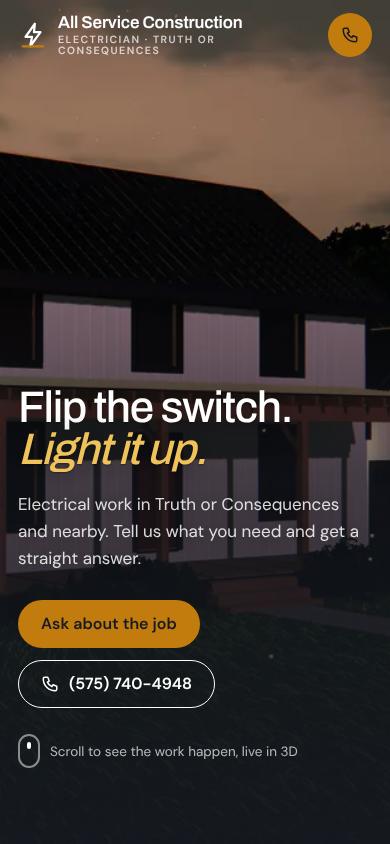 All Service Construction
ELECTRICIAN · TRUTH OR
CONSEQUENCES
Flip the switch.
Light it up.
Electrical work in Truth or Consequences
and nearby. Tell us what you need and get a
straight answer.
Ask about the job
(575) 740-4948
Scroll to see the work happen, live in 3D